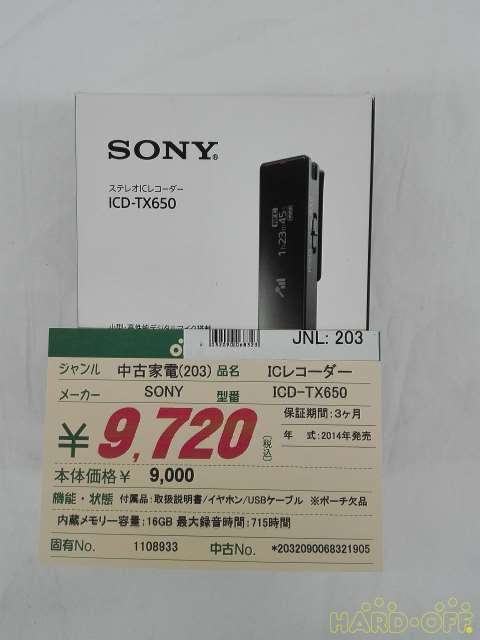 SONY®
ステレオICレコーダー
ICD-TX650
1h23m45s
JNL: 203
ジャンル 中古家電(203) 品名 ICレコーダー
メーカー SONY 型番 ICD-TX650
¥9,720(税込)
保証期間:3ヶ月
年 式:2014年発売
本体価格¥ 9,000
機能・状態 付属品:取扱説明書/イヤホン/USBケーブル ※ポーチ欠品
内蔵メモリー容量:16GB 最大録音時間:715時間
固有No. 1108933 中古No. *2032090068321905
HARD-OFF